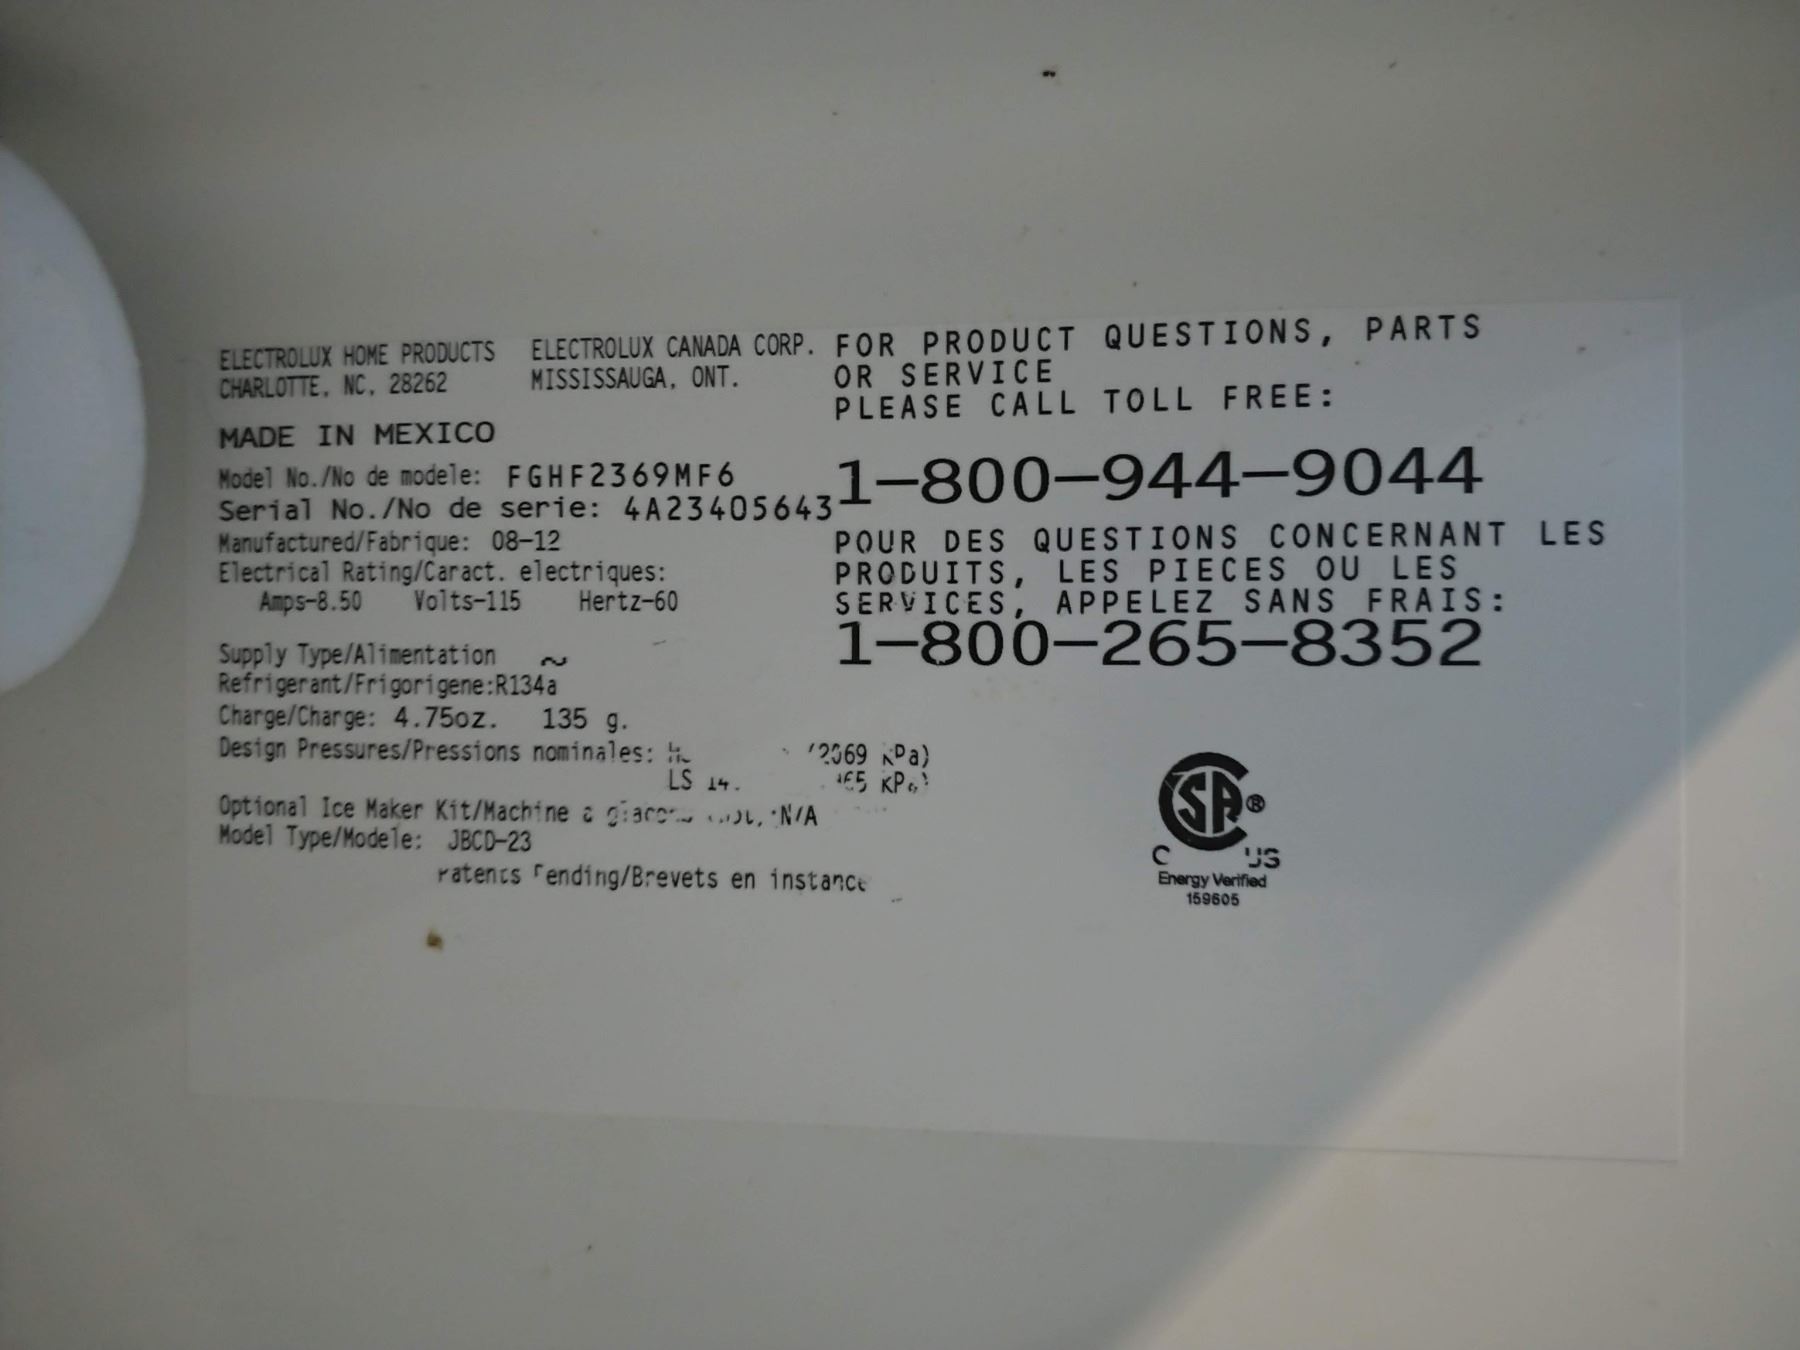 ELECTROLUX HOME PRODUCTS
CHARLOTTE, NC, 28262
ELECTROLUX CANADA CORP.
MISSISSAUGA, ONT.
MADE IN MEXICO
Model No./No de modele: FGHF2369MF6
Serial No./No de serie: 4A23405643
Manufactured/Fabrique: 08-12
Electrical Rating/Caract. electriques:
Amps-8.50 Volts-115 Hertz-60
Supply Type/Alimentation ~
Refrigerant/Frigorigene:R134a
Charge/Charge: 4.75oz. 135 g.
Design Pressures/Pressions nominales: kPa)
LS
Optional Ice Maker Kit/Machine N/A
Model Type/Modele: JBCD-23
Patents Pending/Brevets en instance
FOR PRODUCT QUESTIONS, PARTS
OR SERVICE
PLEASE CALL TOLL FREE:
1-800-944-9044
POUR DES QUESTIONS CONCERNANT LES
PRODUITS, LES PIECES OU LES
SERVICES, APPELEZ SANS FRAIS:
1-800-265-8352
SA®
C US
Energy Verified
159605